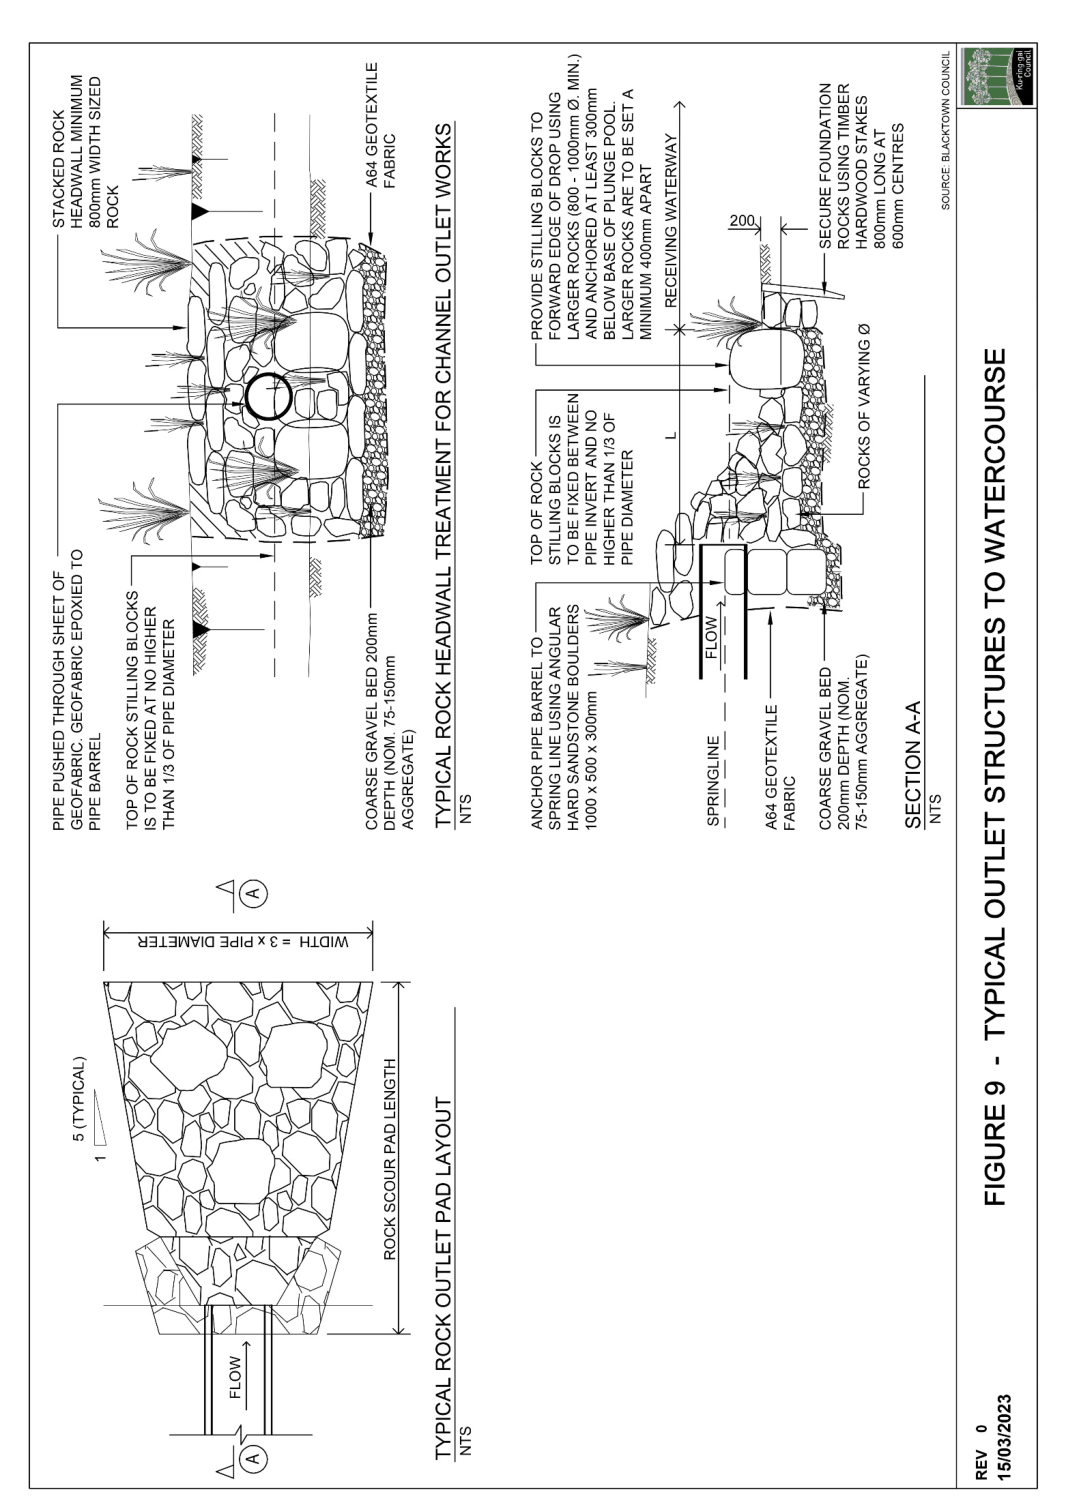 5 (TYPICAL)
1
WIDTH = 3 x PIPE DIAMETER
A
FLOW
A
ROCK SCOUR PAD LENGTH
TYPICAL ROCK OUTLET PAD LAYOUT
NTS
PIPE PUSHED THROUGH SHEET OF
GEOFABRIC. GEOFABRIC EPOXIED TO
PIPE BARREL
TOP OF ROCK STILLING BLOCKS
IS TO BE FIXED AT NO HIGHER
THAN 1/3 OF PIPE DIAMETER
STACKED ROCK
HEADWALL MINIMUM
800mm WIDTH SIZED
ROCK
COARSE GRAVEL BED 200mm
DEPTH (NOM. 75-150mm
AGGREGATE)
A64 GEOTEXTILE
FABRIC
TYPICAL ROCK HEADWALL TREATMENT FOR CHANNEL OUTLET WORKS
NTS
ANCHOR PIPE BARREL TO
SPRING LINE USING ANGULAR
HARD SANDSTONE BOULDERS
1000 x 500 x 300mm
TOP OF ROCK
STILLING BLOCKS IS
TO BE FIXED BETWEEN
PIPE INVERT AND NO
HIGHER THAN 1/3 OF
PIPE DIAMETER
PROVIDE STILLING BLOCKS TO
FORWARD EDGE OF DROP USING
LARGER ROCKS (800 - 1000mm Ø. MIN.)
AND ANCHORED AT LEAST 300mm
BELOW BASE OF PLUNGE POOL.
LARGER ROCKS ARE TO BE SET A
MINIMUM 400mm APART
L
RECEIVING WATERWAY
FLOW
SPRINGLINE
200
A64 GEOTEXTILE
FABRIC
COARSE GRAVEL BED
200mm DEPTH (NOM.
75-150mm AGGREGATE)
ROCKS OF VARYING Ø
SECURE FOUNDATION
ROCKS USING TIMBER
HARDWOOD STAKES
800mm LONG AT
600mm CENTRES
SECTION A-A
NTS
SOURCE: BLACKTOWN COUNCIL
REV 0
15/03/2023
FIGURE 9 - TYPICAL OUTLET STRUCTURES TO WATERCOURSE
Ku-ring-gai
Council